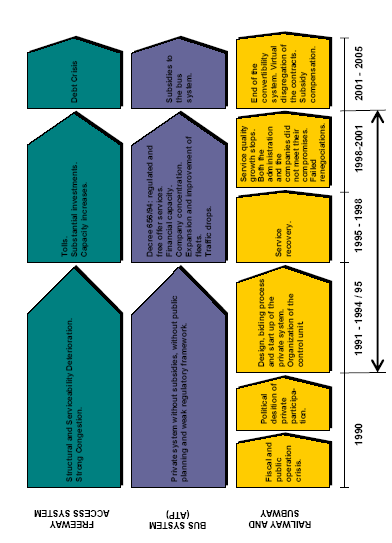 FREEWAY
ACCESS SYSTEM
Structural and Serviceability Deterioration.
Strong Congestion.
Tolls.
Substantial investments.
Capacity increases.
Debt Crisis
BUS SYSTEM
(ATP)
Private system without subsidies, without public
planning and weak regulatory framework.
Decree 656/94: regulated and
free offer services.
Financial capacity.
Company concentration.
Expansion and improvement of
fleets.
Traffic drops.
Subsidies to
the bus
system.
RAILWAY AND
SUBWAY
Fiscal and
public
operation
crisis.
Political
desition of
private
participa-
tion.
Design, biding process
and start up of the
private system.
Organization of the
control unit.
Service
recovery.
Service quality
growth stops.
Both the
administration
and the
companies did
not meet their
compromises.
Failed
renegociations.
End of the
convertibility
system. Virtual
disgregation of
the contracts.
Subsidy
compensation.
1990
1991 - 1994 / 95
1995 - 1998
1998-2001
2001 - 2005